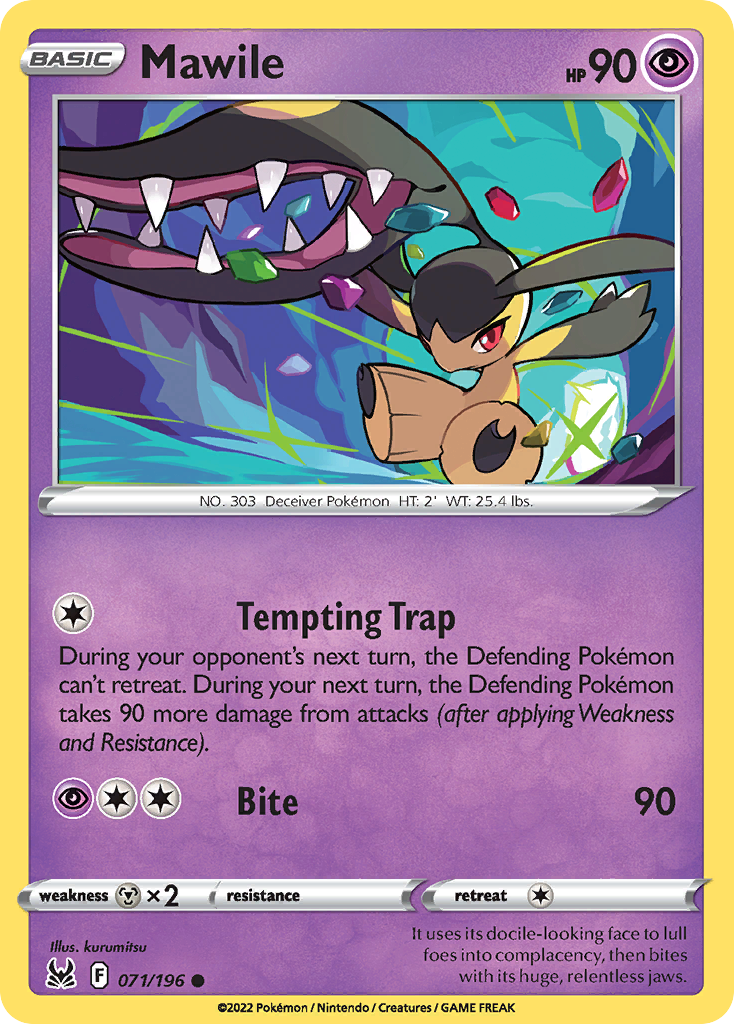 BASIC
Mawile
HP 90
NO. 303 Deceiver Pokémon HT: 2' WT: 25.4 lbs.
Tempting Trap
During your opponent's next turn, the Defending Pokémon
can't retreat. During your next turn, the Defending Pokémon
takes 90 more damage from attacks (after applying Weakness
and Resistance).
Bite 90
weakness ×2 resistance retreat
Illus. kurumitsu
It uses its docile-looking face to lull
foes into complacency, then bites
with its huge, relentless jaws.
F 071/196
©2022 Pokémon / Nintendo / Creatures / GAME FREAK